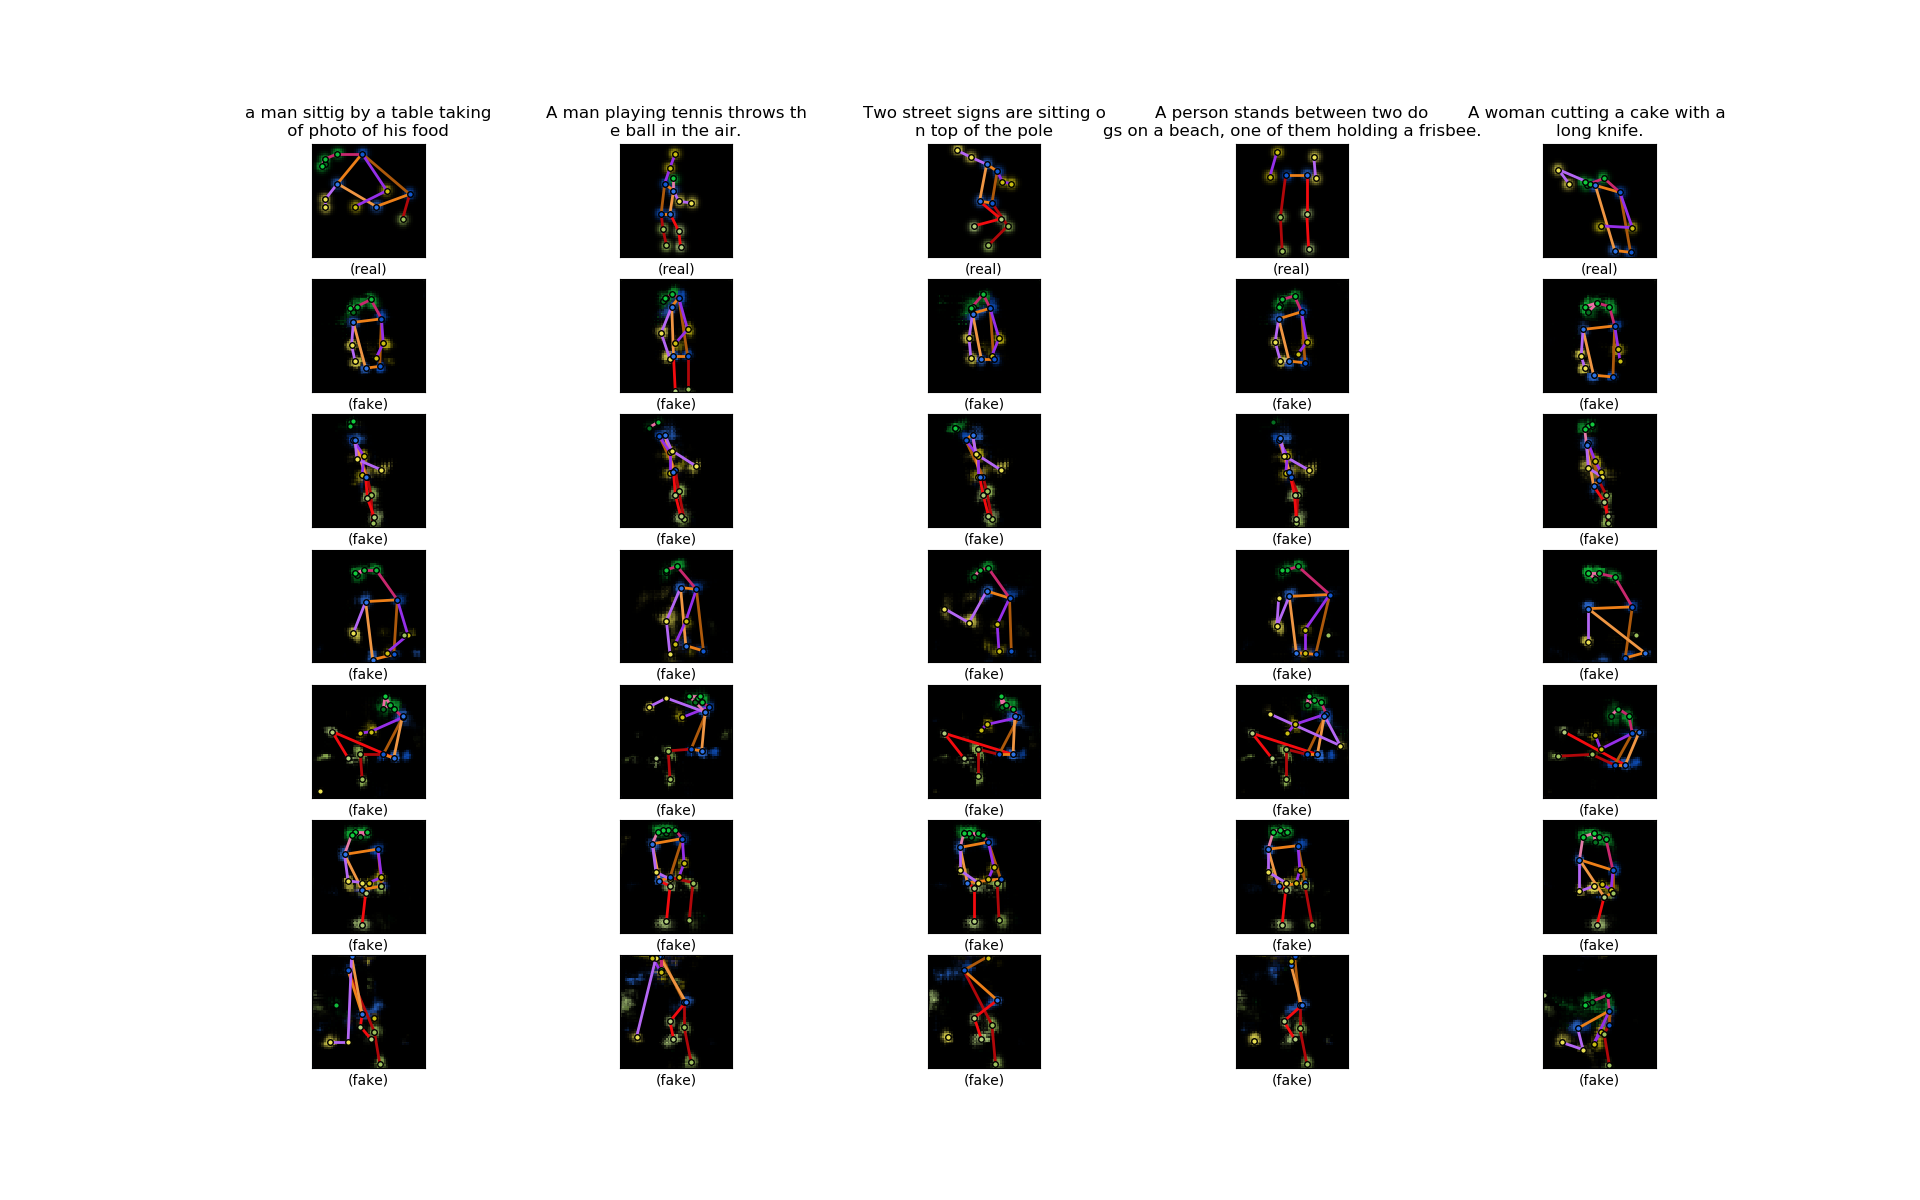 a man sittig by a table taking
of photo of his food
A man playing tennis throws th
e ball in the air.
Two street signs are sitting o
n top of the pole
A person stands between two do
gs on a beach, one of them holding a frisbee.
A woman cutting a cake with a
long knife.
(real) (real) (real) (real) (real)
(fake) (fake) (fake) (fake) (fake)
(fake) (fake) (fake) (fake) (fake)
(fake) (fake) (fake) (fake) (fake)
(fake) (fake) (fake) (fake) (fake)
(fake) (fake) (fake) (fake) (fake)
(fake) (fake) (fake) (fake) (fake)